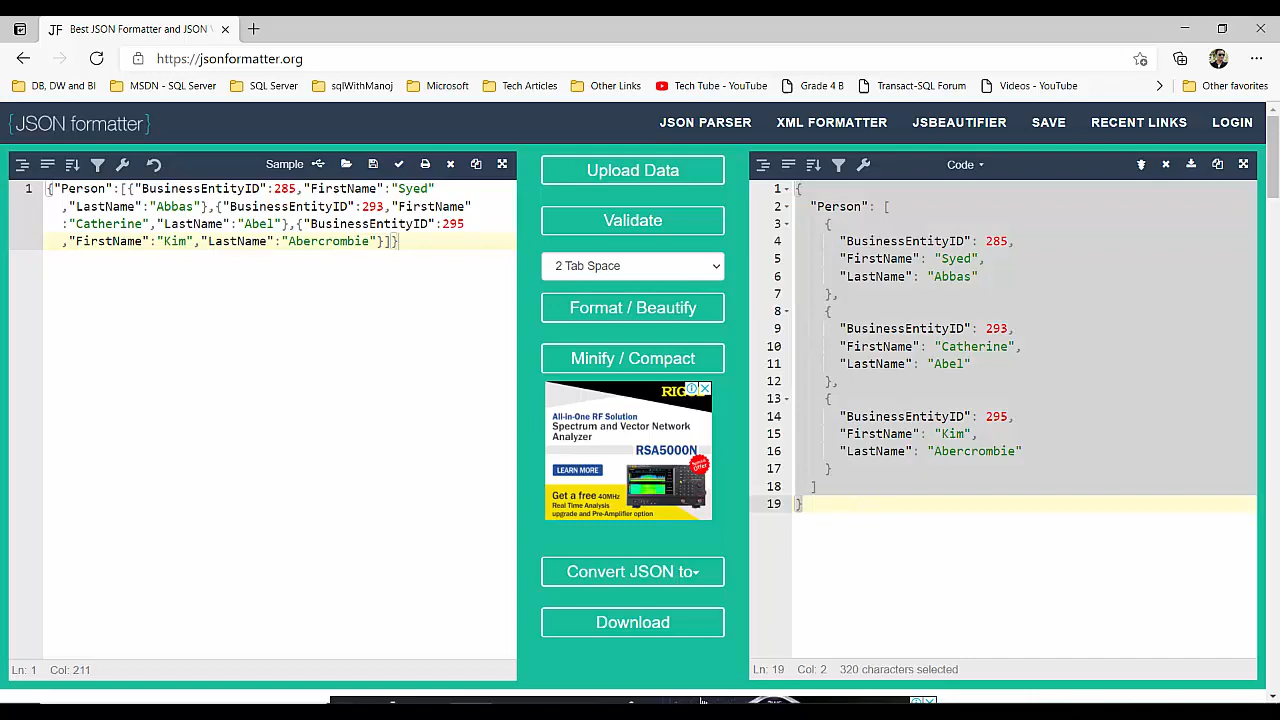 JF Best JSON Formatter and JSON \
https://jsonformatter.org
DB, DW and BI
MSDN - SQL Server
SQL Server
sqlWithManoj
Microsoft
Tech Articles
Other Links
Tech Tube - YouTube
Grade 4 B
Transact-SQL Forum
Videos - YouTube
Other favorites
{JSON formatter}
JSON PARSER
XML FORMATTER
JSBEAUTIFIER
SAVE
RECENT LINKS
LOGIN
Sample
1 {"Person":[{"BusinessEntityID":285,"FirstName":"Syed"
,"LastName":"Abbas"},{"BusinessEntityID":293,"FirstName"
:"Catherine","LastName":"Abel"},{"BusinessEntityID":295
,"FirstName":"Kim","LastName":"Abercrombie"}]}
Ln: 1 Col: 211
Upload Data
Validate
2 Tab Space
Format / Beautify
Minify / Compact
All-in-One RF Solution
Spectrum and Vector Network
Analyzer
RSA5000N
LEARN MORE
Special
Offer
Get a free 40MHz
Real Time Analysis
upgrade and Pre-Amplifier option
Convert JSON to
Download
Code
1 {
2 "Person": [
3 {
4 "BusinessEntityID": 285,
5 "FirstName": "Syed",
6 "LastName": "Abbas"
7 },
8 {
9 "BusinessEntityID": 293,
10 "FirstName": "Catherine",
11 "LastName": "Abel"
12 },
13 {
14 "BusinessEntityID": 295,
15 "FirstName": "Kim",
16 "LastName": "Abercrombie"
17 }
18 ]
19 }
Ln: 19 Col: 2 320 characters selected